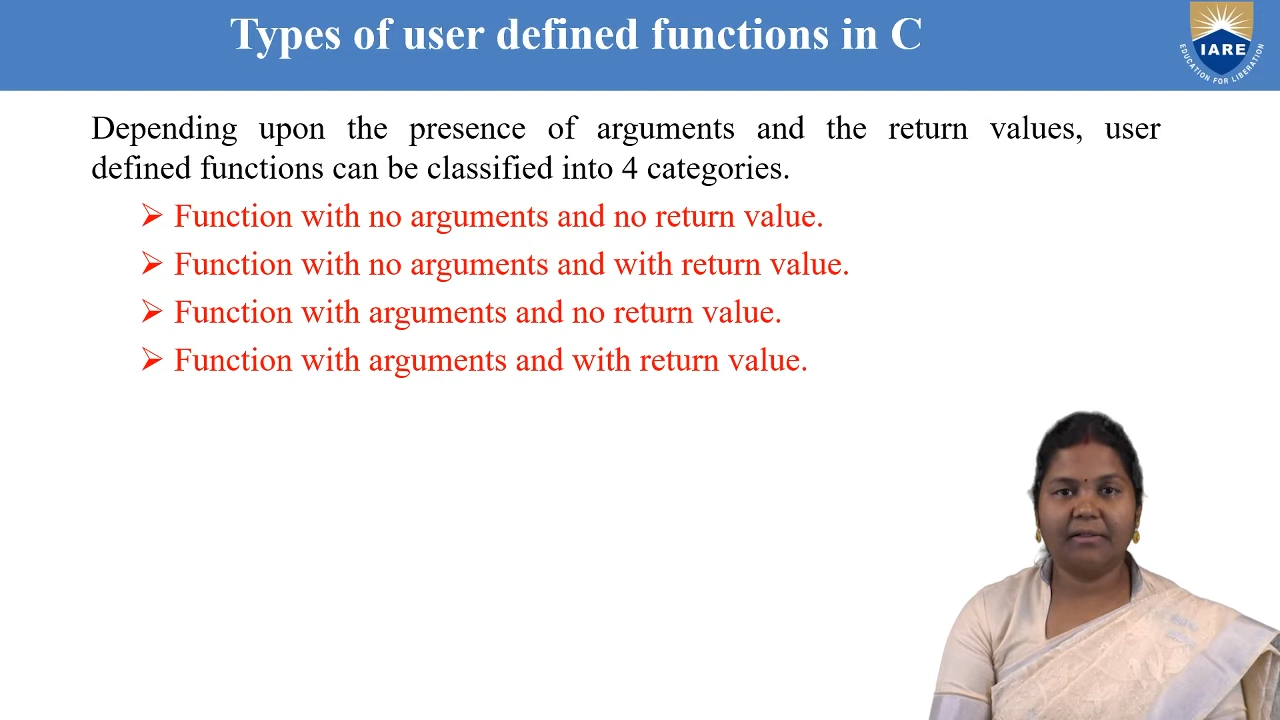 Types of user defined functions in C
IARE
EDUCATION FOR LIBERATION
Depending upon the presence of arguments and the return values, user
defined functions can be classified into 4 categories.
➢ Function with no arguments and no return value.
➢ Function with no arguments and with return value.
➢ Function with arguments and no return value.
➢ Function with arguments and with return value.